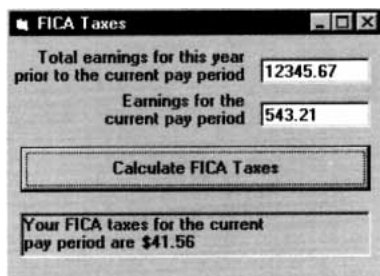 FICA Taxes
Total earnings for this year
prior to the current pay period
12345.67
Earnings for the
current pay period
543.21
Calculate FICA Taxes
Your FICA taxes for the current
pay period are $41.56